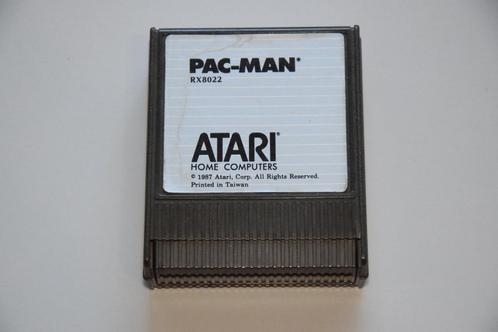 PAC-MAN®
RX8022
ATARI®
HOME COMPUTERS
© 1987 Atari, Corp. All Rights Reserved.
Printed in Taiwan